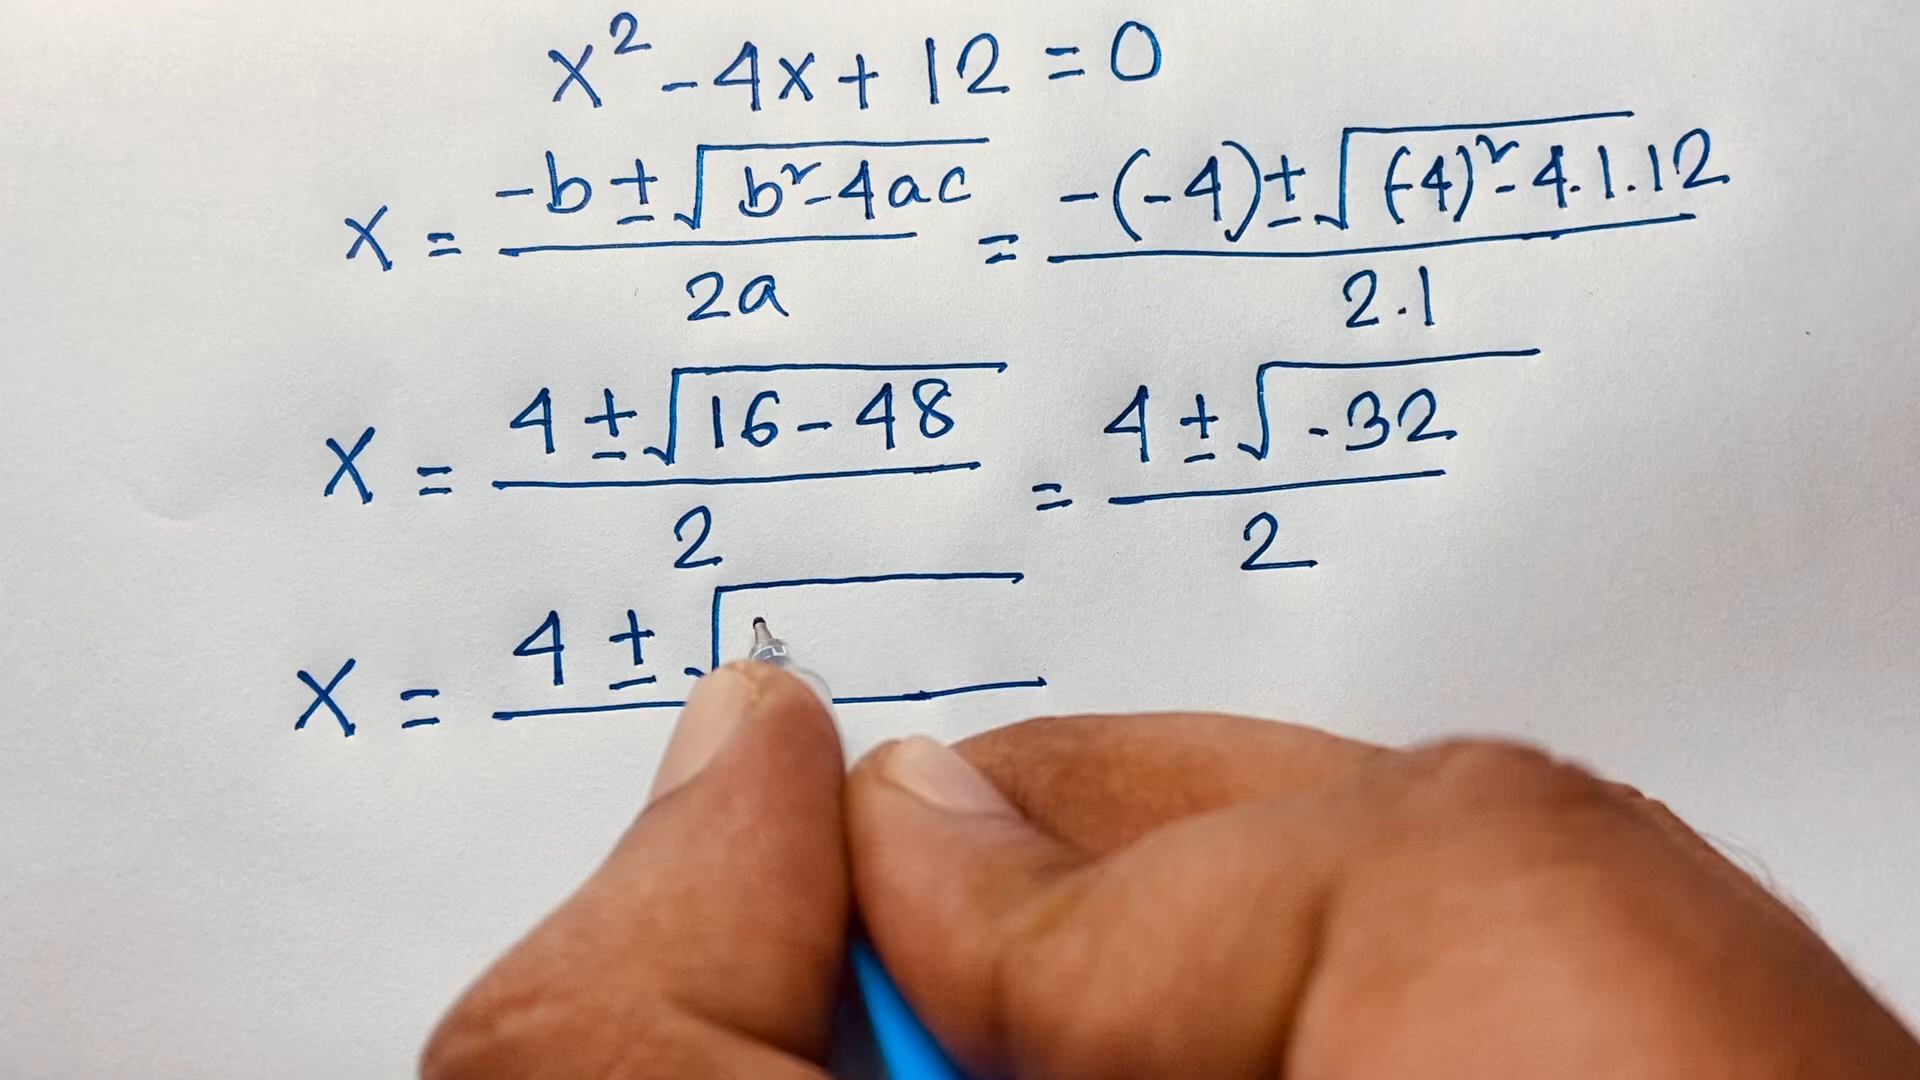 x² - 4x + 12 = 0
x = (-b ± √(b² - 4ac)) / 2a = (-(-4) ± √((-4)² - 4.1.12)) / 2.1
x = (4 ± √(16 - 48)) / 2 = (4 ± √(-32)) / 2
x = 4 ± √